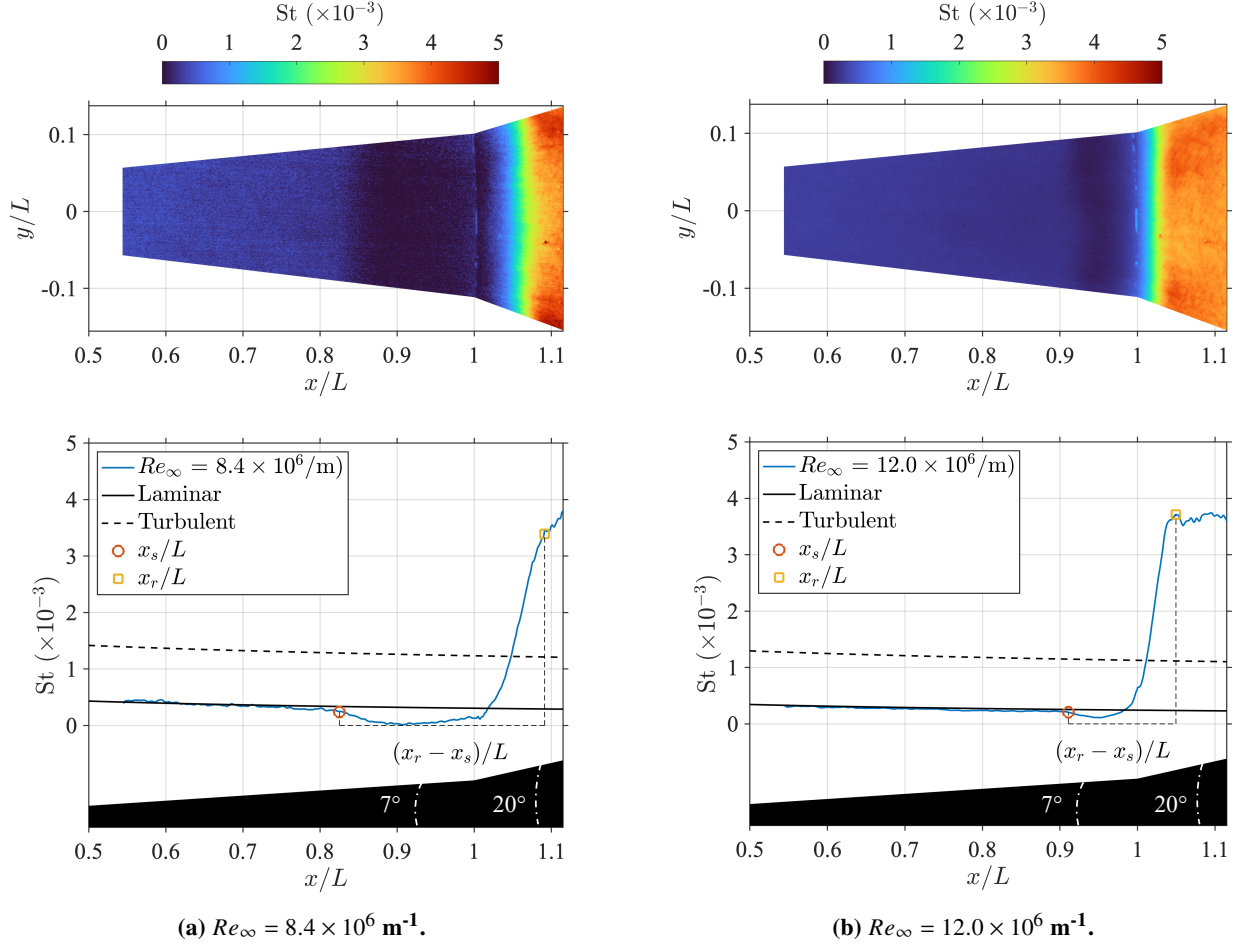 St (×10⁻³)
0 1 2 3 4 5
y/L
0.1
0
-0.1
0.5 0.6 0.7 0.8 0.9 1 1.1
x/L
St (×10⁻³)
0 1 2 3 4 5
y/L
0.1
0
-0.1
0.5 0.6 0.7 0.8 0.9 1 1.1
x/L
St (×10⁻³)
5
4
3
2
1
0
Re∞ = 8.4 × 10⁶/m)
Laminar
Turbulent
xₛ/L
xᵣ/L
(xᵣ − xₛ)/L
7° 20°
0.5 0.6 0.7 0.8 0.9 1 1.1
x/L
St (×10⁻³)
5
4
3
2
1
0
Re∞ = 12.0 × 10⁶/m)
Laminar
Turbulent
xₛ/L
xᵣ/L
(xᵣ − xₛ)/L
7° 20°
0.5 0.6 0.7 0.8 0.9 1 1.1
x/L
(a) Re∞ = 8.4 × 10⁶ m⁻¹.
(b) Re∞ = 12.0 × 10⁶ m⁻¹.